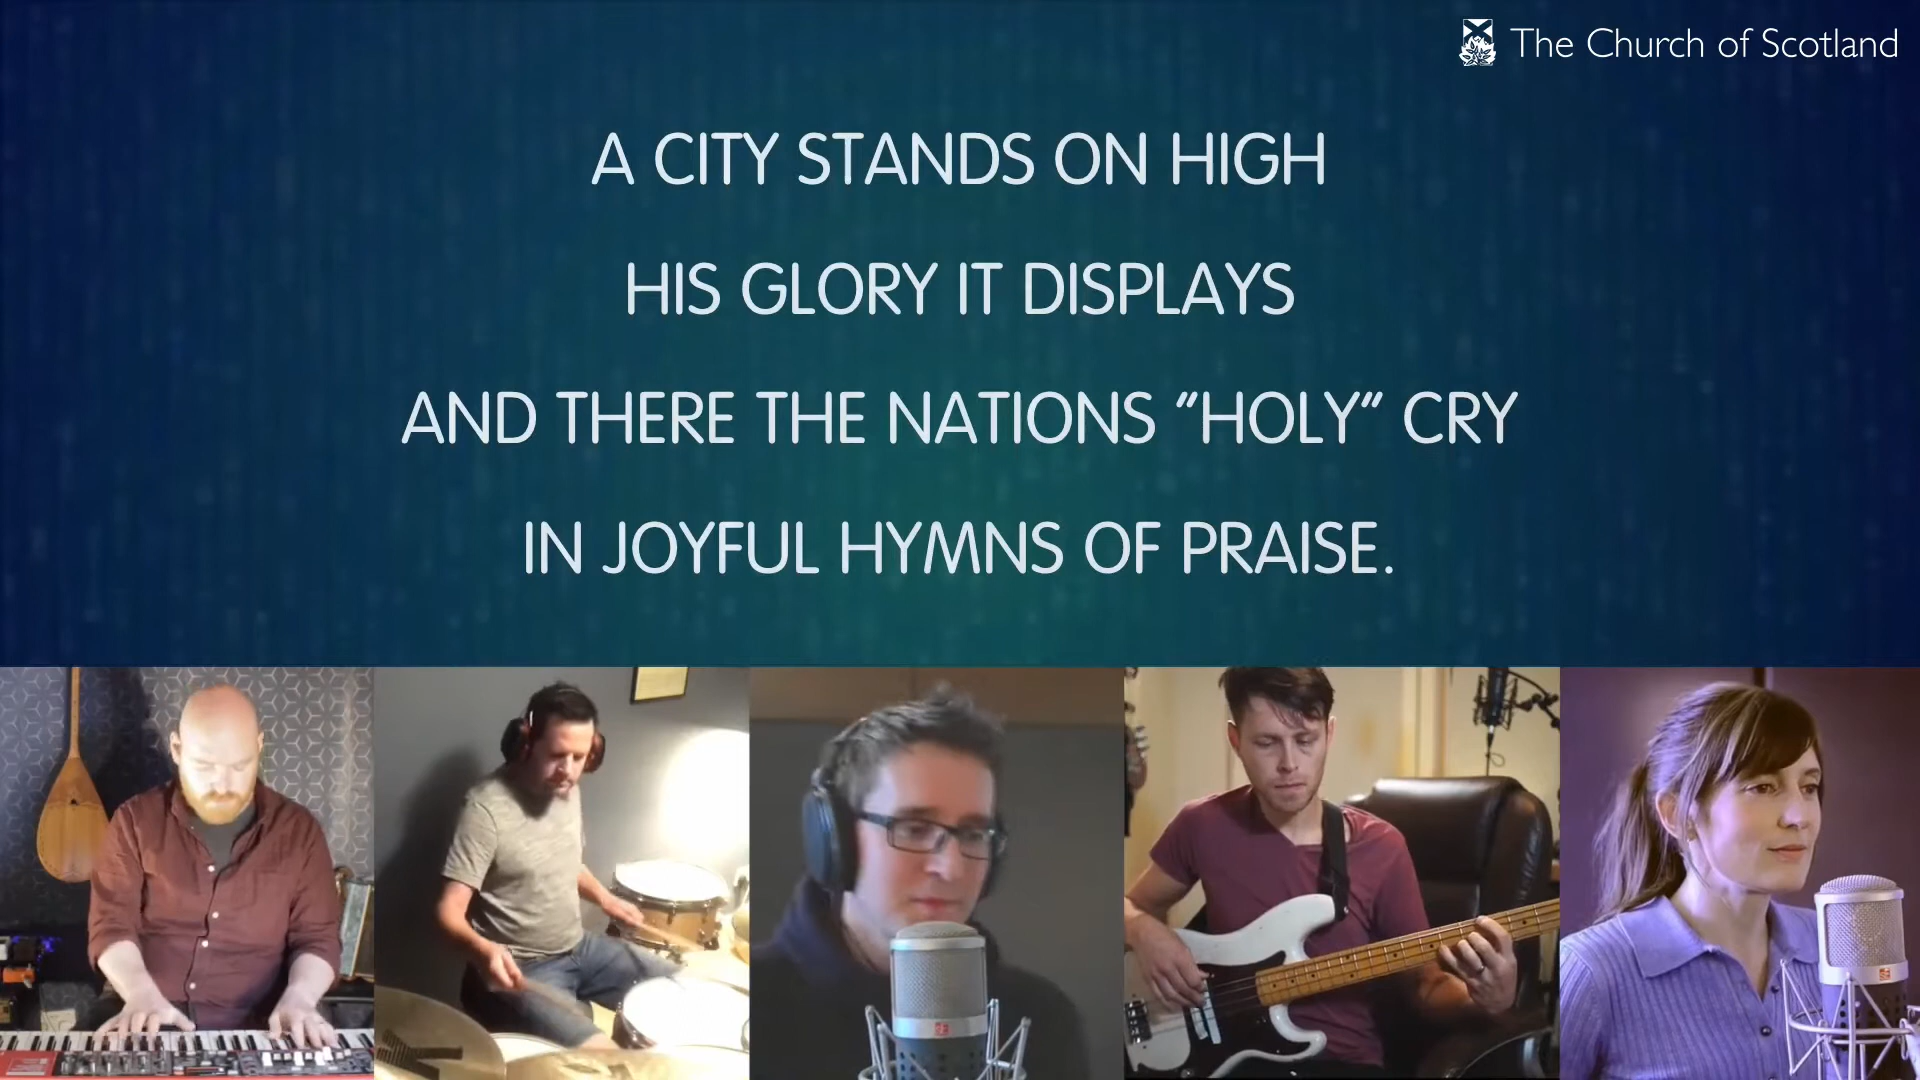 The Church of Scotland
A CITY STANDS ON HIGH
HIS GLORY IT DISPLAYS
AND THERE THE NATIONS "HOLY" CRY
IN JOYFUL HYMNS OF PRAISE.